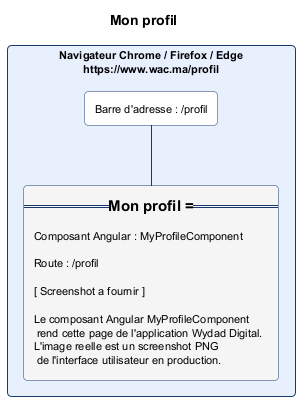 Mon profil
Navigateur Chrome / Firefox / Edge
https://www.wac.ma/profil
Barre d'adresse : /profil
Mon profil =
Composant Angular : MyProfileComponent
Route : /profil
[ Screenshot a fournir ]
Le composant Angular MyProfileComponent
rend cette page de l'application Wydad Digital.
L'image reelle est un screenshot PNG
de l'interface utilisateur en production.